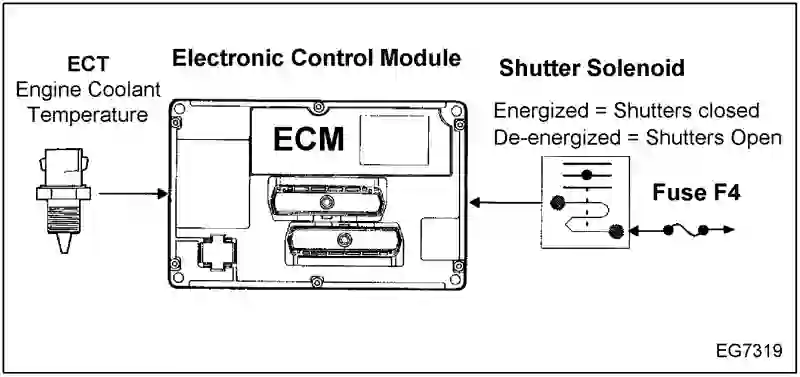 ECT
Engine Coolant
Temperature
Electronic Control Module
ECM
Shutter Solenoid
Energized = Shutters closed
De-energized = Shutters Open
Fuse F4
EG7319